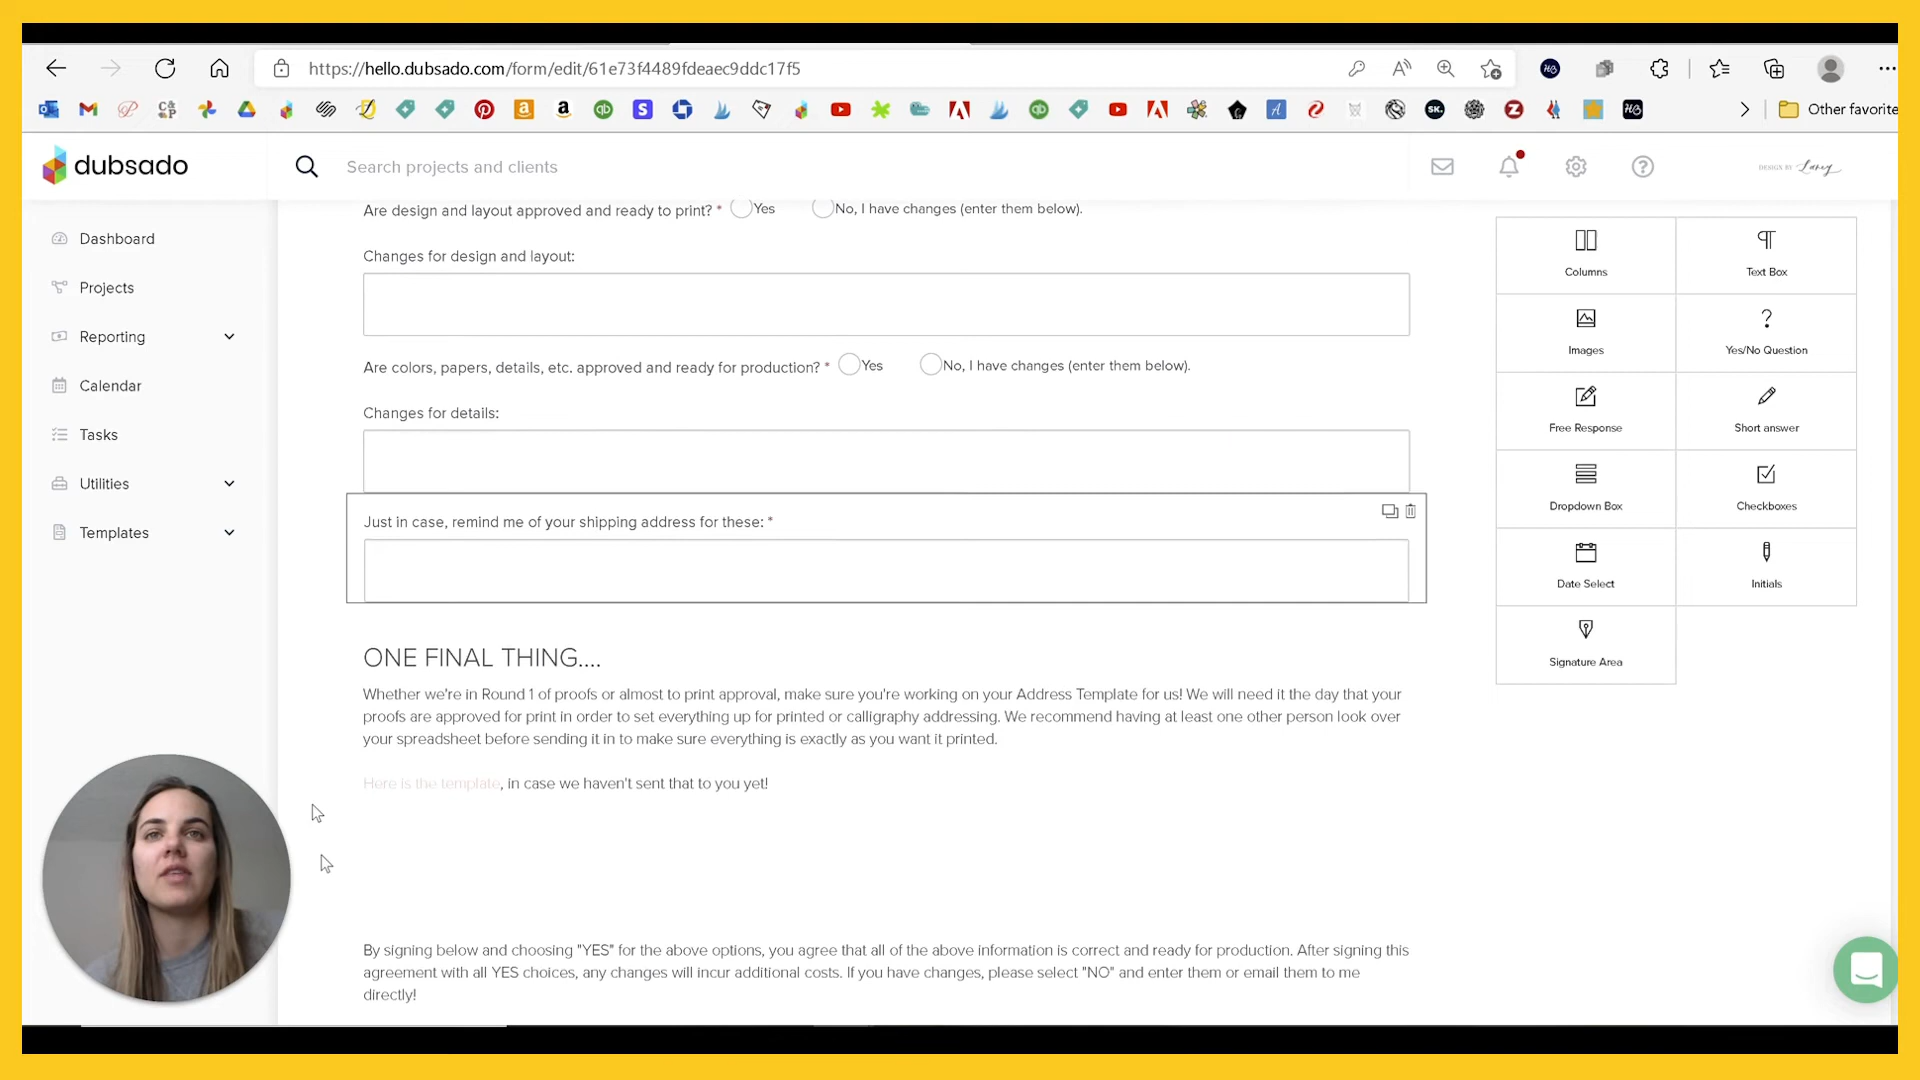 https://hello.dubsado.com/form/edit/61e73f4489fdeaec9ddc17f5
Other favorite
dubsado
Search projects and clients
DESIGN BY Laney
Dashboard
Projects
Reporting
Calendar
Tasks
Utilities
Templates
Are design and layout approved and ready to print? * Yes No, I have changes (enter them below).
Changes for design and layout:
Are colors, papers, details, etc. approved and ready for production? * Yes No, I have changes (enter them below).
Changes for details:
Just in case, remind me of your shipping address for these: *
ONE FINAL THING....
Whether we're in Round 1 of proofs or almost to print approval, make sure you're working on your Address Template for us! We will need it the day that your
proofs are approved for print in order to set everything up for printed or calligraphy addressing. We recommend having at least one other person look over
your spreadsheet before sending it in to make sure everything is exactly as you want it printed.
Here is the template, in case we haven't sent that to you yet!
By signing below and choosing "YES" for the above options, you agree that all of the above information is correct and ready for production. After signing this
agreement with all YES choices, any changes will incur additional costs. If you have changes, please select "NO" and enter them or email them to me
directly!
Columns
Text Box
Images
Yes/No Question
Free Response
Short answer
Dropdown Box
Checkboxes
Date Select
Initials
Signature Area